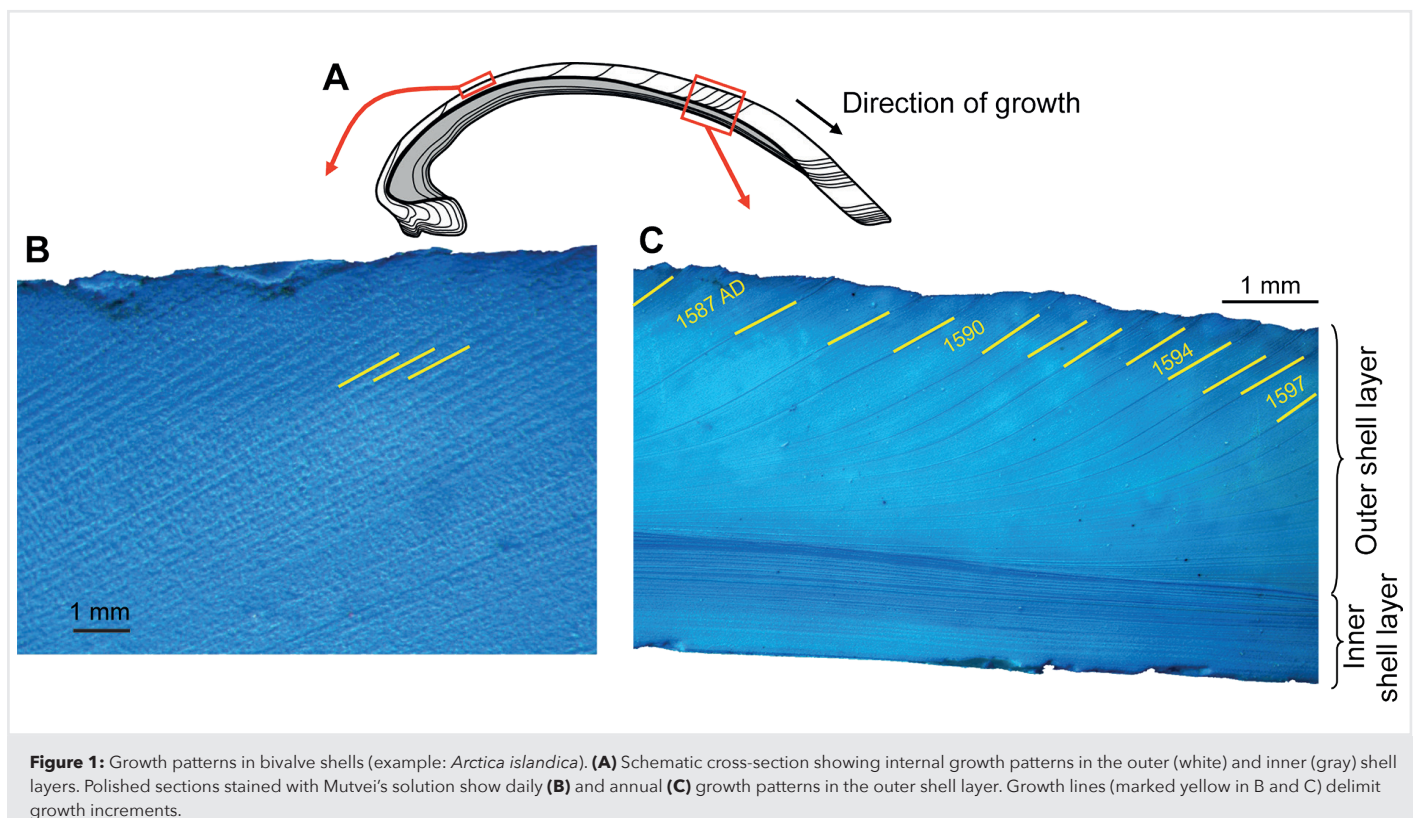 A
Direction of growth
B
1 mm
C
1 mm
1587 AD
1590
1594
1597
Outer shell layer
Inner
shell layer
Figure 1: Growth patterns in bivalve shells (example: Arctica islandica). (A) Schematic cross-section showing internal growth patterns in the outer (white) and inner (gray) shell
layers. Polished sections stained with Mutvei's solution show daily (B) and annual (C) growth patterns in the outer shell layer. Growth lines (marked yellow in B and C) delimit
growth increments.